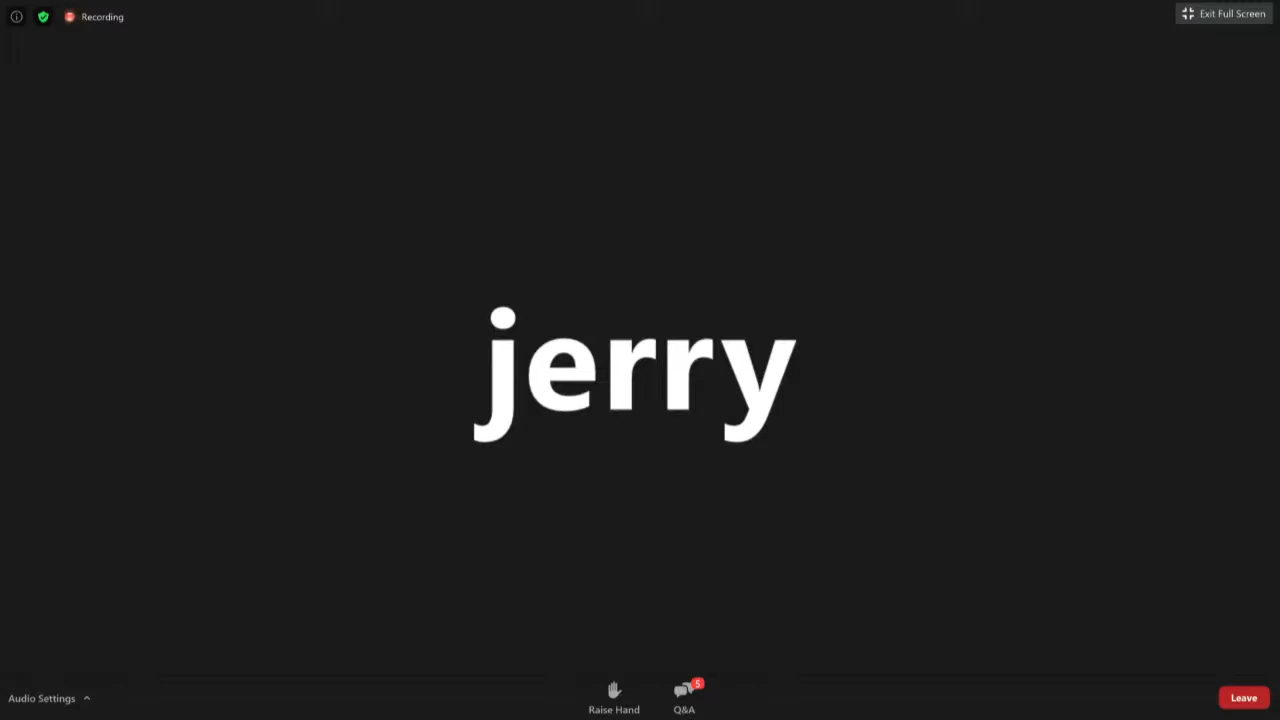 Recording
Exit Full Screen
jerry
Audio Settings
Raise Hand
5
Q&A
Leave